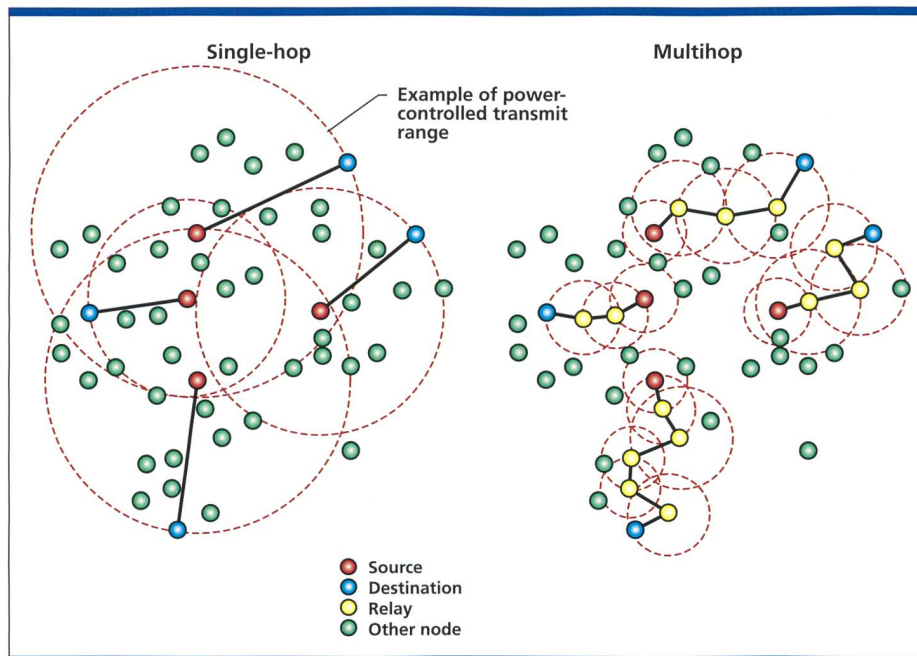 Single-hop
Multihop
Example of power-
controlled transmit
range
Source
Destination
Relay
Other node